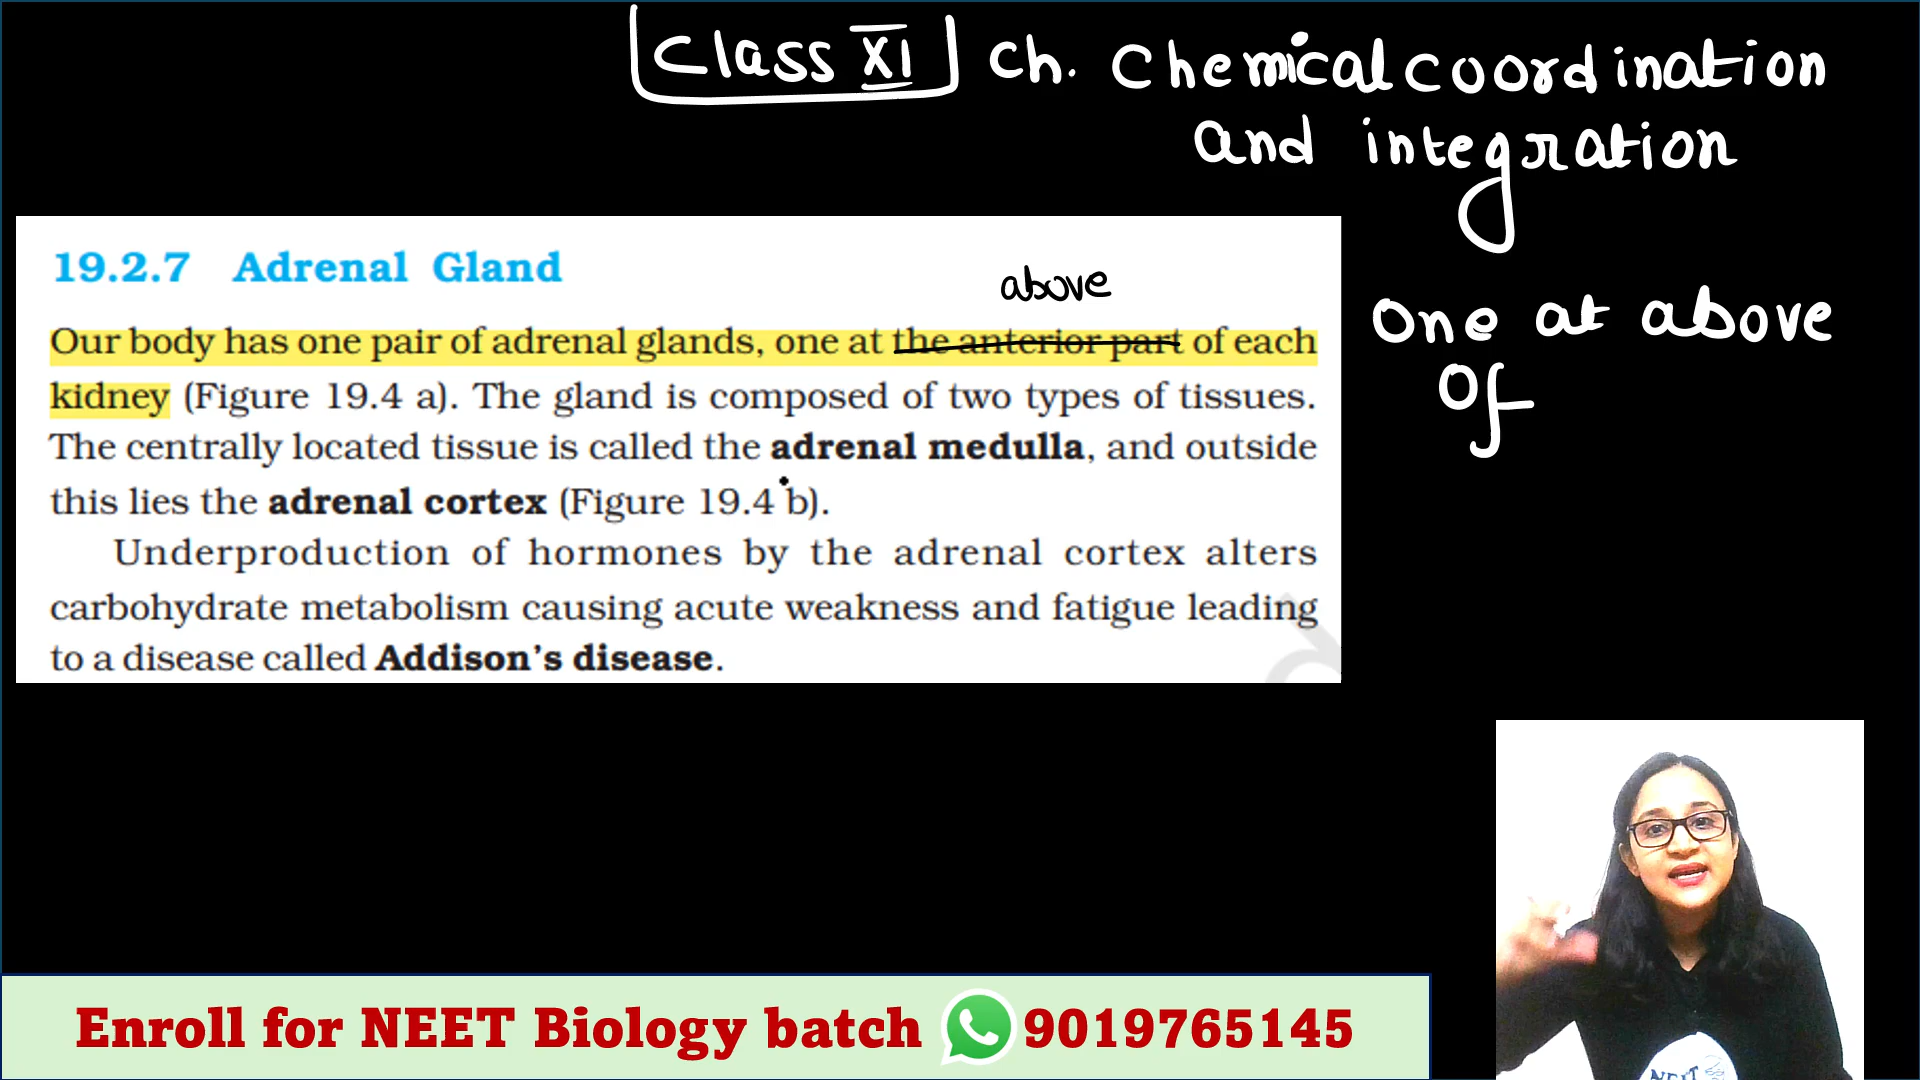 Class XI Ch. Chemical coordination
and integration
19.2.7 Adrenal Gland
above
Our body has one pair of adrenal glands, one at the anterior part of each
kidney (Figure 19.4 a). The gland is composed of two types of tissues.
The centrally located tissue is called the adrenal medulla, and outside
this lies the adrenal cortex (Figure 19.4 b).
Underproduction of hormones by the adrenal cortex alters
carbohydrate metabolism causing acute weakness and fatigue leading
to a disease called Addison's disease.
One at above
of
Enroll for NEET Biology batch 9019765145
NEET